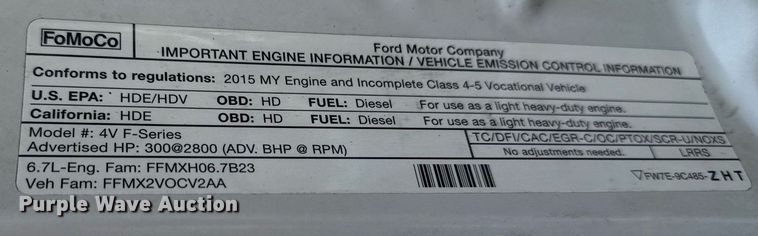 FoMoCo
Ford Motor Company
IMPORTANT ENGINE INFORMATION / VEHICLE EMISSION CONTROL INFORMATION
Conforms to regulations: 2015 MY Engine and Incomplete Class 4-5 Vocational Vehicle
U.S. EPA: HDE/HDV OBD: HD FUEL: Diesel For use as a light heavy-duty engine.
California: HDE OBD: HD FUEL: Diesel For use as a light heavy-duty engine.
Model #: 4V F-Series TC/DFI/CAC/EGR-C/OC/PTOX/SCR-U/NOXS
Advertised HP: 300@2800 (ADV. BHP @ RPM) No adjustments needed. LRRS
6.7L-Eng. Fam: FFMXH06.7B23
Veh Fam: FFMX2VOCV2AA
FW7E-9C485-ZHT
Purple Wave Auction